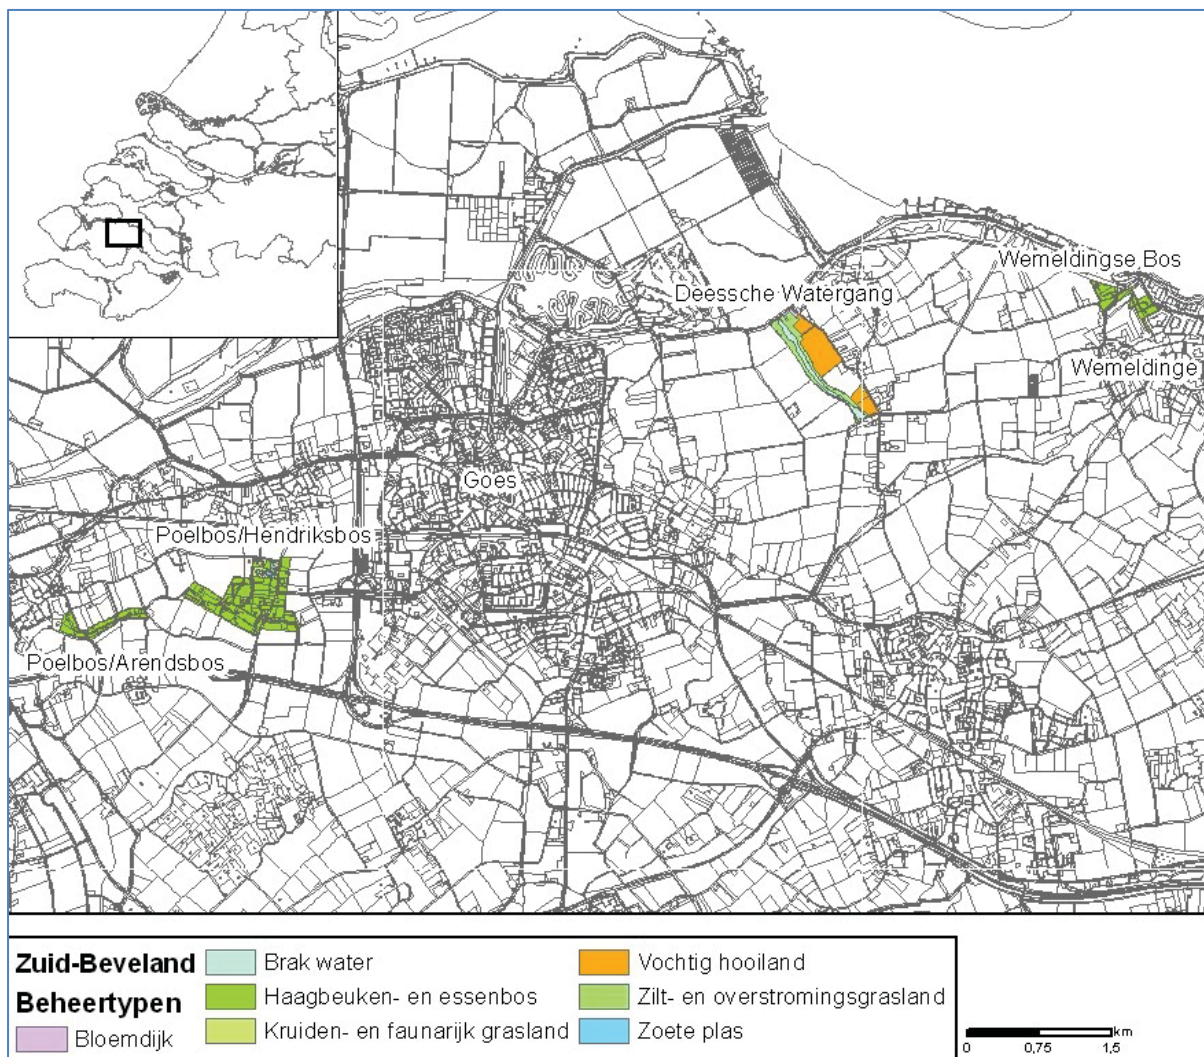 Wemeldingse Bos
Deessche Watergang
Wemeldinge
Goes
Poelbos/Hendriksbos
Poelbos/Arendsbos
Zuid-Beveland
Beheertypen
Bloemdijk
Brak water
Haagbeuken- en essenbos
Kruiden- en faunarijk grasland
Vochtig hooiland
Zilt- en overstromingsgrasland
Zoete plas
km
0 0,75 1,5